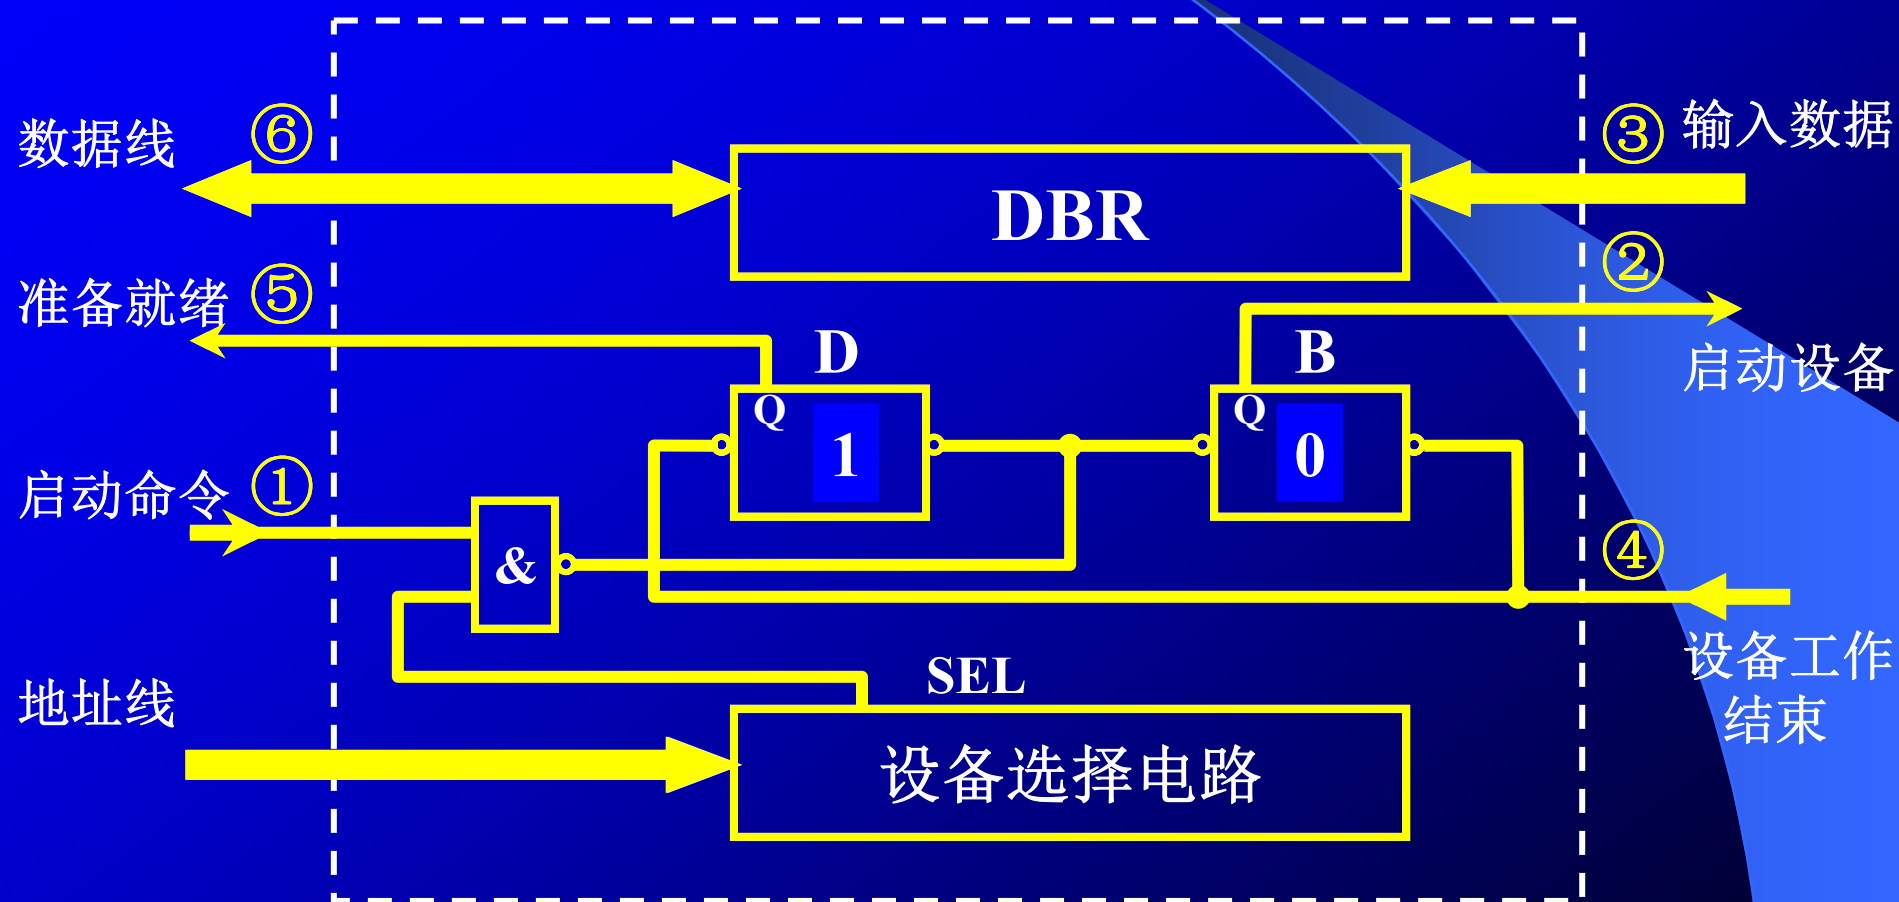 数据线
⑥
③
输入数据
DBR
准备就绪
⑤
②
启动设备
D
B
Q
1
Q
0
启动命令
①
&
④
设备工作
结束
SEL
地址线
设备选择电路